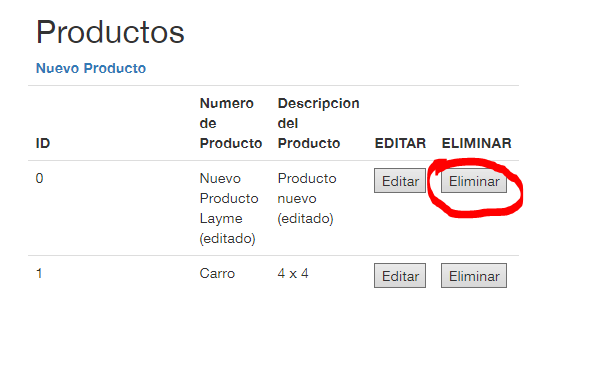 Productos
Nuevo Producto
Numero Descripcion
de del
ID Producto Producto EDITAR ELIMINAR
0 Nuevo Producto Editar Eliminar
Producto nuevo
Layme (editado)
(editado)
1 Carro 4 x 4 Editar Eliminar